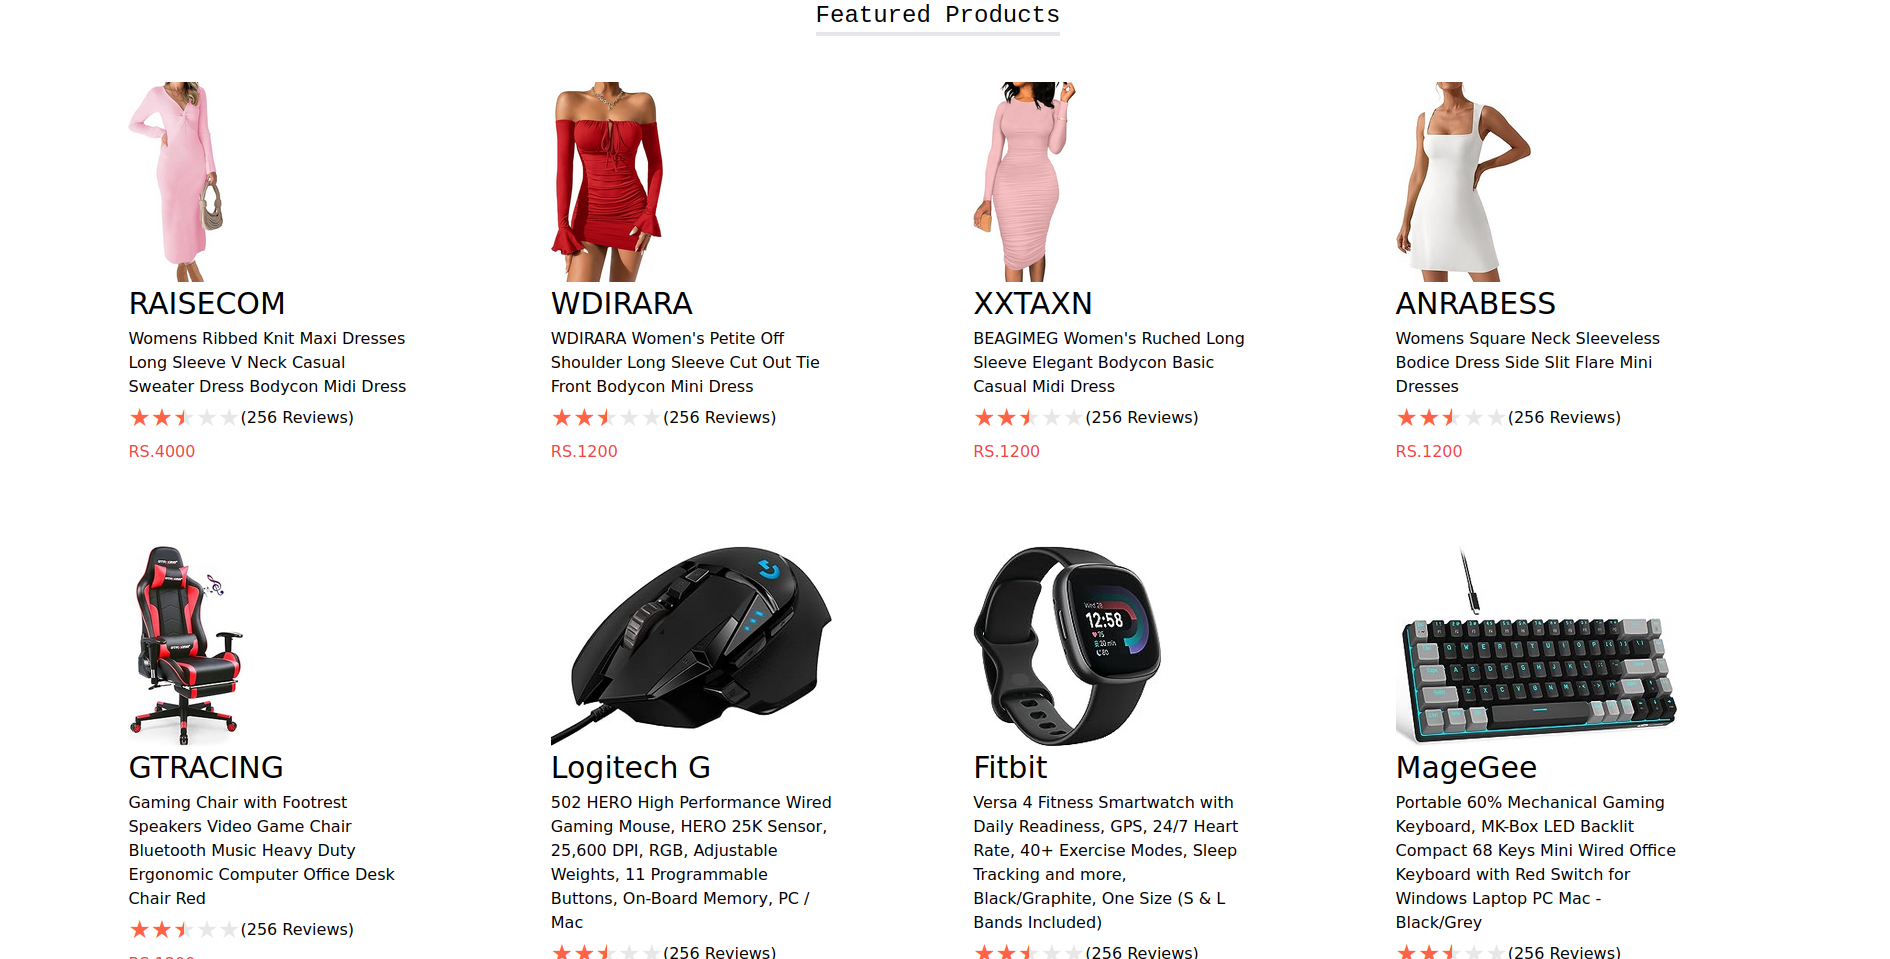 Featured Products
RAISECOM
Womens Ribbed Knit Maxi Dresses
Long Sleeve V Neck Casual
Sweater Dress Bodycon Midi Dress
(256 Reviews)
RS.4000
WDIRARA
WDIRARA Women's Petite Off
Shoulder Long Sleeve Cut Out Tie
Front Bodycon Mini Dress
(256 Reviews)
RS.1200
XXTAXN
BEAGIMEG Women's Ruched Long
Sleeve Elegant Bodycon Basic
Casual Midi Dress
(256 Reviews)
RS.1200
ANRABESS
Womens Square Neck Sleeveless
Bodice Dress Side Slit Flare Mini
Dresses
(256 Reviews)
RS.1200
GTRACING
Gaming Chair with Footrest
Speakers Video Game Chair
Bluetooth Music Heavy Duty
Ergonomic Computer Office Desk
Chair Red
(256 Reviews)
Logitech G
502 HERO High Performance Wired
Gaming Mouse, HERO 25K Sensor,
25,600 DPI, RGB, Adjustable
Weights, 11 Programmable
Buttons, On-Board Memory, PC /
Mac
(256 Reviews)
Wed 28
12:58
Fitbit
Versa 4 Fitness Smartwatch with
Daily Readiness, GPS, 24/7 Heart
Rate, 40+ Exercise Modes, Sleep
Tracking and more,
Black/Graphite, One Size (S & L
Bands Included)
(256 Reviews)
MageGee
Portable 60% Mechanical Gaming
Keyboard, MK-Box LED Backlit
Compact 68 Keys Mini Wired Office
Keyboard with Red Switch for
Windows Laptop PC Mac -
Black/Grey
(256 Reviews)